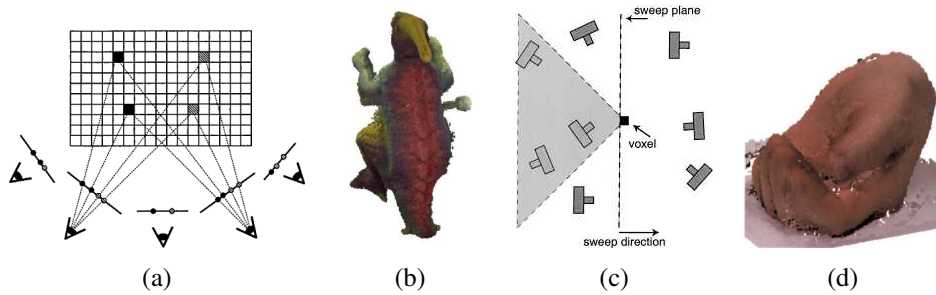 sweep plane
voxel
sweep direction
(a)
(b)
(c)
(d)